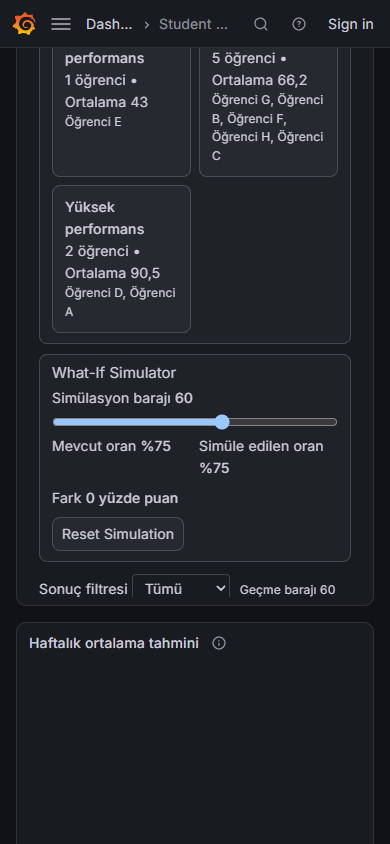 Dash... › Student ... Sign in
performans
1 öğrenci •
Ortalama 43
Öğrenci E
5 öğrenci •
Ortalama 66,2
Öğrenci G, Öğrenci
B, Öğrenci F,
Öğrenci H, Öğrenci
C
Yüksek
performans
2 öğrenci •
Ortalama 90,5
Öğrenci D, Öğrenci
A
What-If Simulator
Simülasyon barajı 60
Mevcut oran %75
Simüle edilen oran
%75
Fark 0 yüzde puan
Reset Simulation
Sonuç filtresi Tümü Geçme barajı 60
Haftalık ortalama tahmini